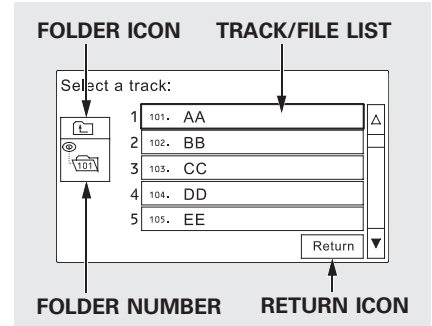 FOLDER ICON TRACK/FILE LIST
Select a track:
1 101. AA
2 102. BB
101
3 103. CC
4 104. DD
5 105. EE
Return
FOLDER NUMBER RETURN ICON